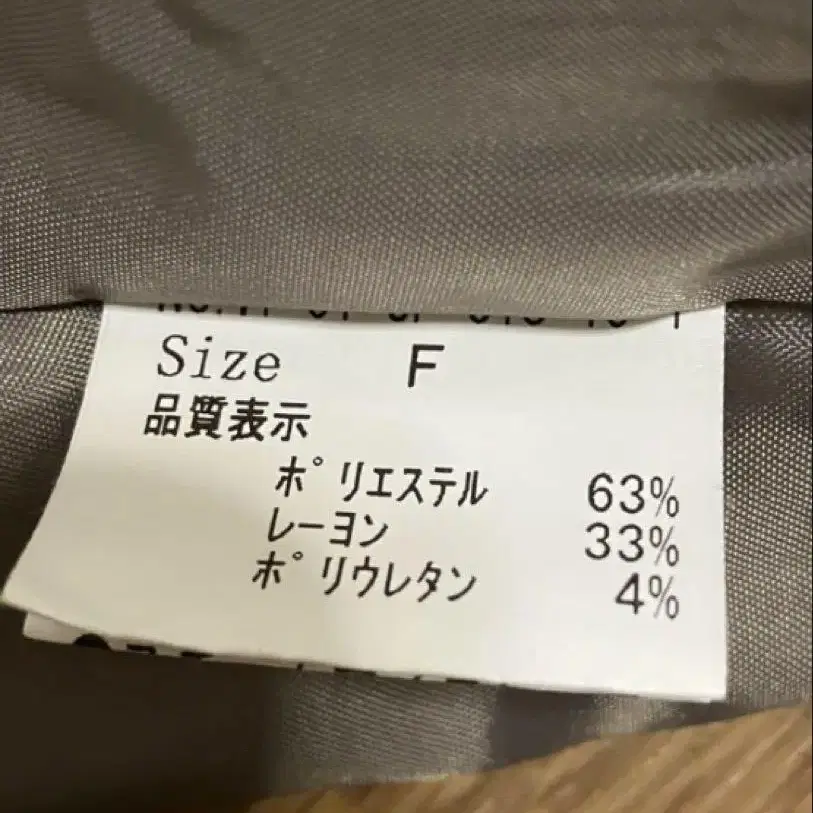 Size F
品質表示
ポリエステル 63%
レーヨン 33%
ポリウレタン 4%